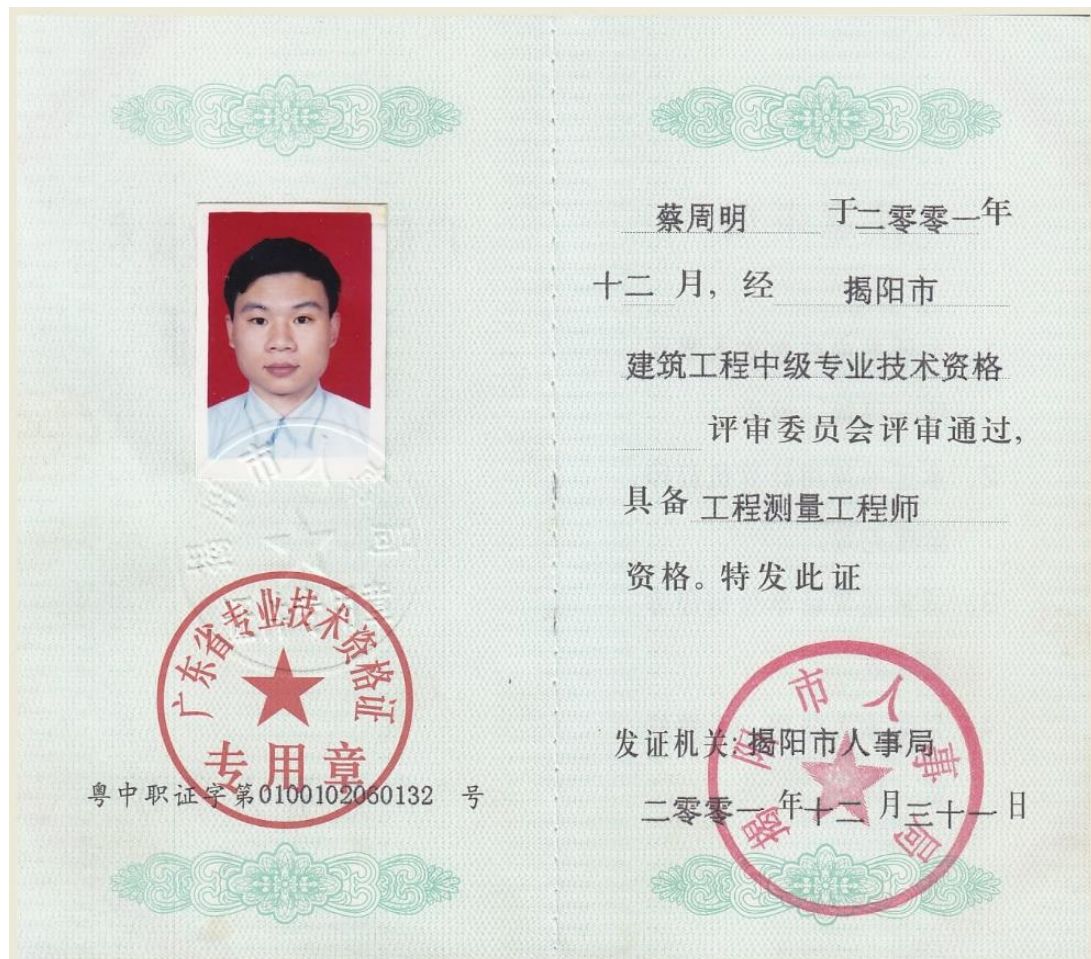 广东省专业技术资格证
专用章
粤中职证字第0100102060132 号
蔡周明 于二零零一年
十二 月, 经 揭阳市
建筑工程中级专业技术资格
评审委员会评审通过,
具备 工程测量工程师
资格。特发此证
发证机关: 揭阳市人事局
二零零一 年十二 月三十一日
揭阳市人事局